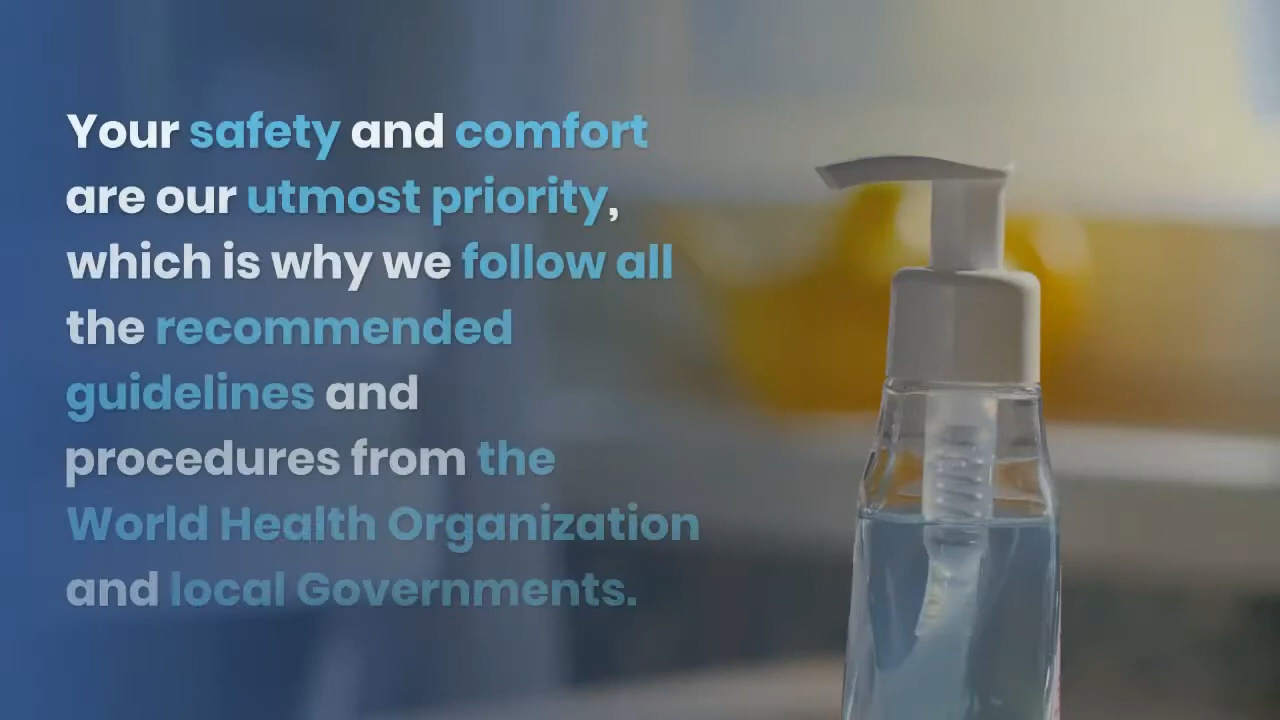 Your safety and comfort
are our utmost priority,
which is why we follow all
the recommended
guidelines and
procedures from the
World Health Organization
and local Governments.